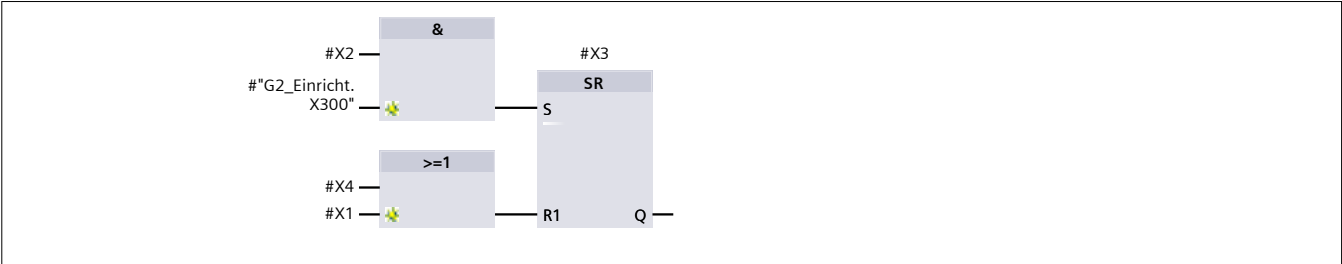 &
#X2
#X3
#"G2_Einricht.
X300"
SR
S
>=1
#X4
#X1
R1
Q